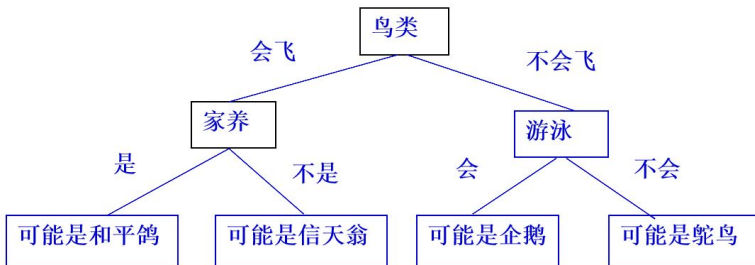 鸟类
会飞
不会飞
家养
游泳
是
不是
会
不会
可能是和平鸽
可能是信天翁
可能是企鹅
可能是鸵鸟